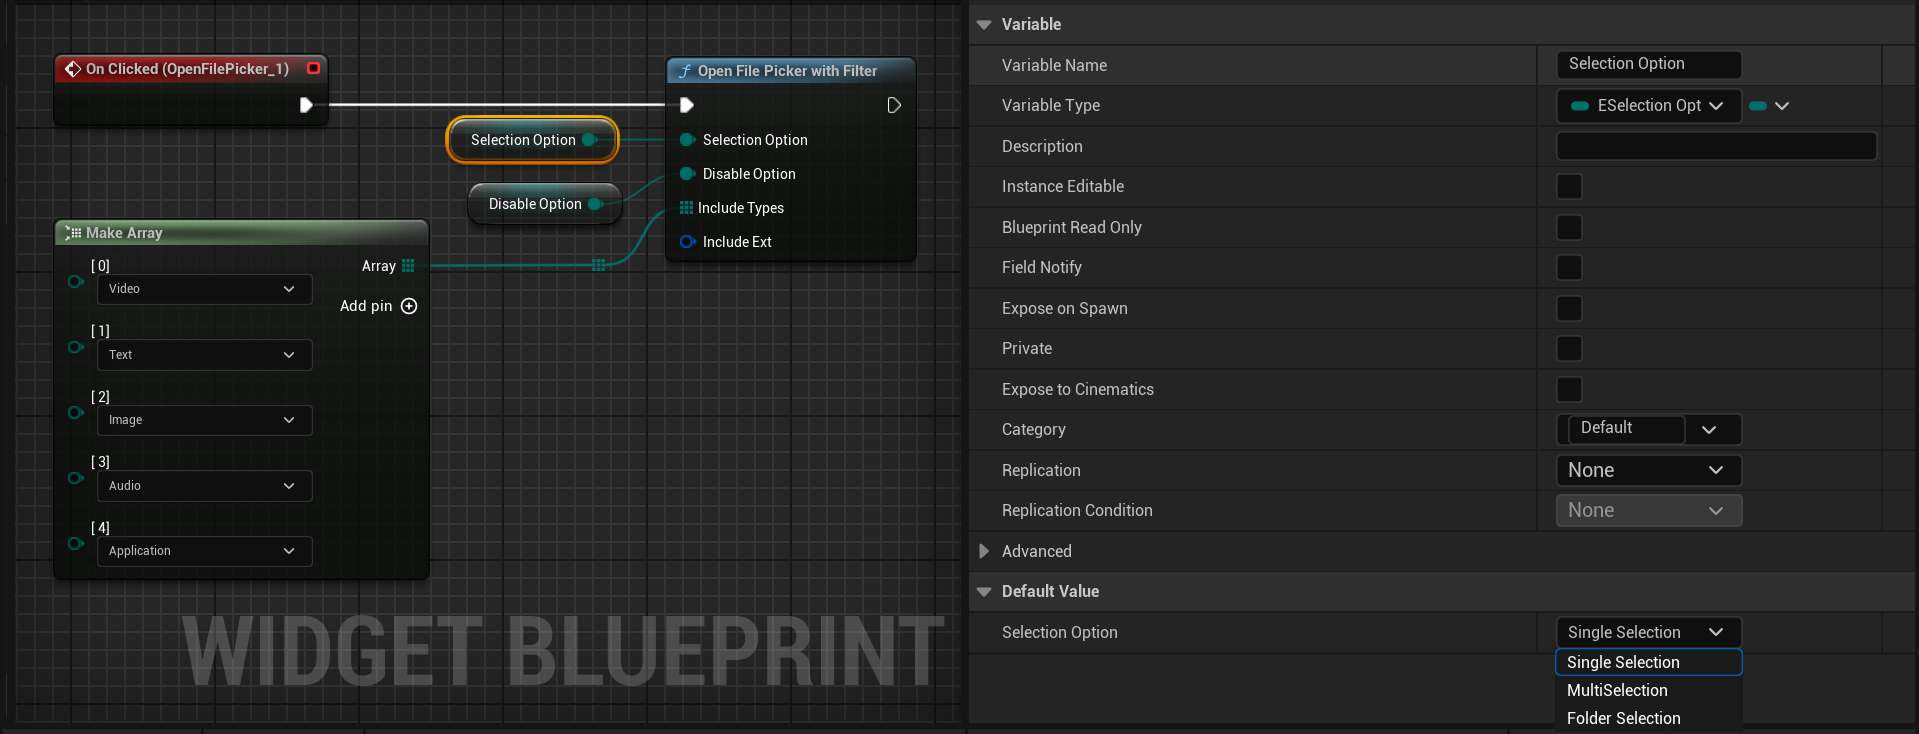 On Clicked (OpenFilePicker_1)
Open File Picker with Filter
Selection Option
Selection Option
Disable Option
Disable Option
Include Types
Include Ext
Make Array
[0]
Array
Video
Add pin
[1]
Text
[2]
Image
[3]
Audio
[4]
Application
WIDGET BLUEPRINT
Variable
Variable Name Selection Option
Variable Type ESelection Opt
Description
Instance Editable
Blueprint Read Only
Field Notify
Expose on Spawn
Private
Expose to Cinematics
Category Default
Replication None
Replication Condition None
Advanced
Default Value
Selection Option Single Selection
Single Selection
MultiSelection
Folder Selection